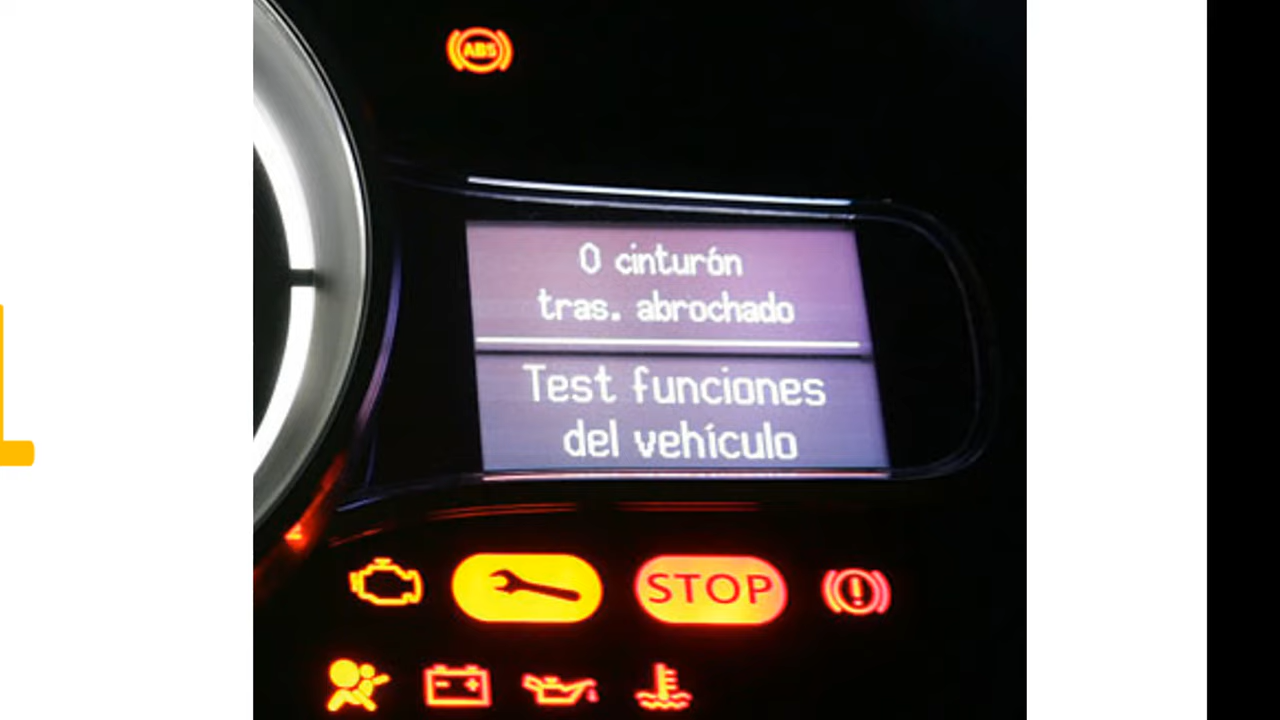 ABS
0 cinturón
tras. abrochado
Test funciones
del vehículo
STOP